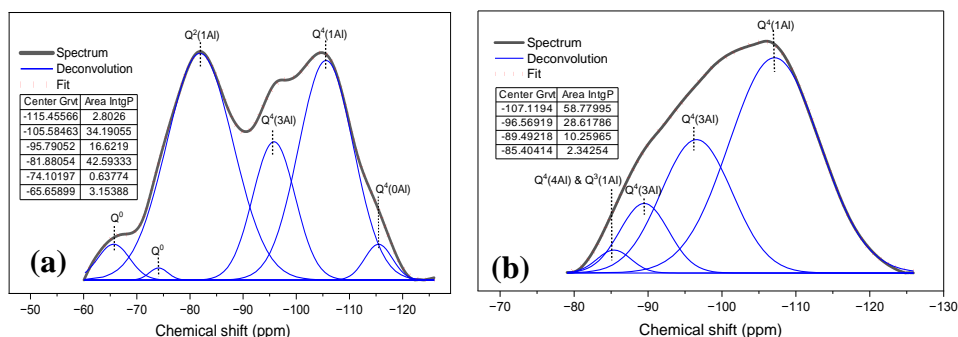 Q²(1Al)
Q⁴(1Al)
Spectrum
Deconvolution
Fit
Center Grvt Area IntgP
-115.45566 2.8026
-105.58463 34.19055
-95.79052 16.6219
-81.88054 42.59333
-74.10197 0.63774
-65.65899 3.15388
Q⁴(3Al)
Q⁴(0Al)
Q⁰
Q⁰
(a)
−50 −60 −70 −80 −90 −100 −110 −120
Chemical shift (ppm)
Q⁴(1Al)
Spectrum
Deconvolution
Fit
Center Grvt Area IntgP
-107.1194 58.77995
-96.56919 28.61786
-89.49218 10.25965
-85.40414 2.34254
Q⁴(3Al)
Q⁴(4Al) & Q³(1Al)
Q⁴(3Al)
(b)
−70 −80 −90 −100 −110 −120 −130
Chemical shift (ppm)